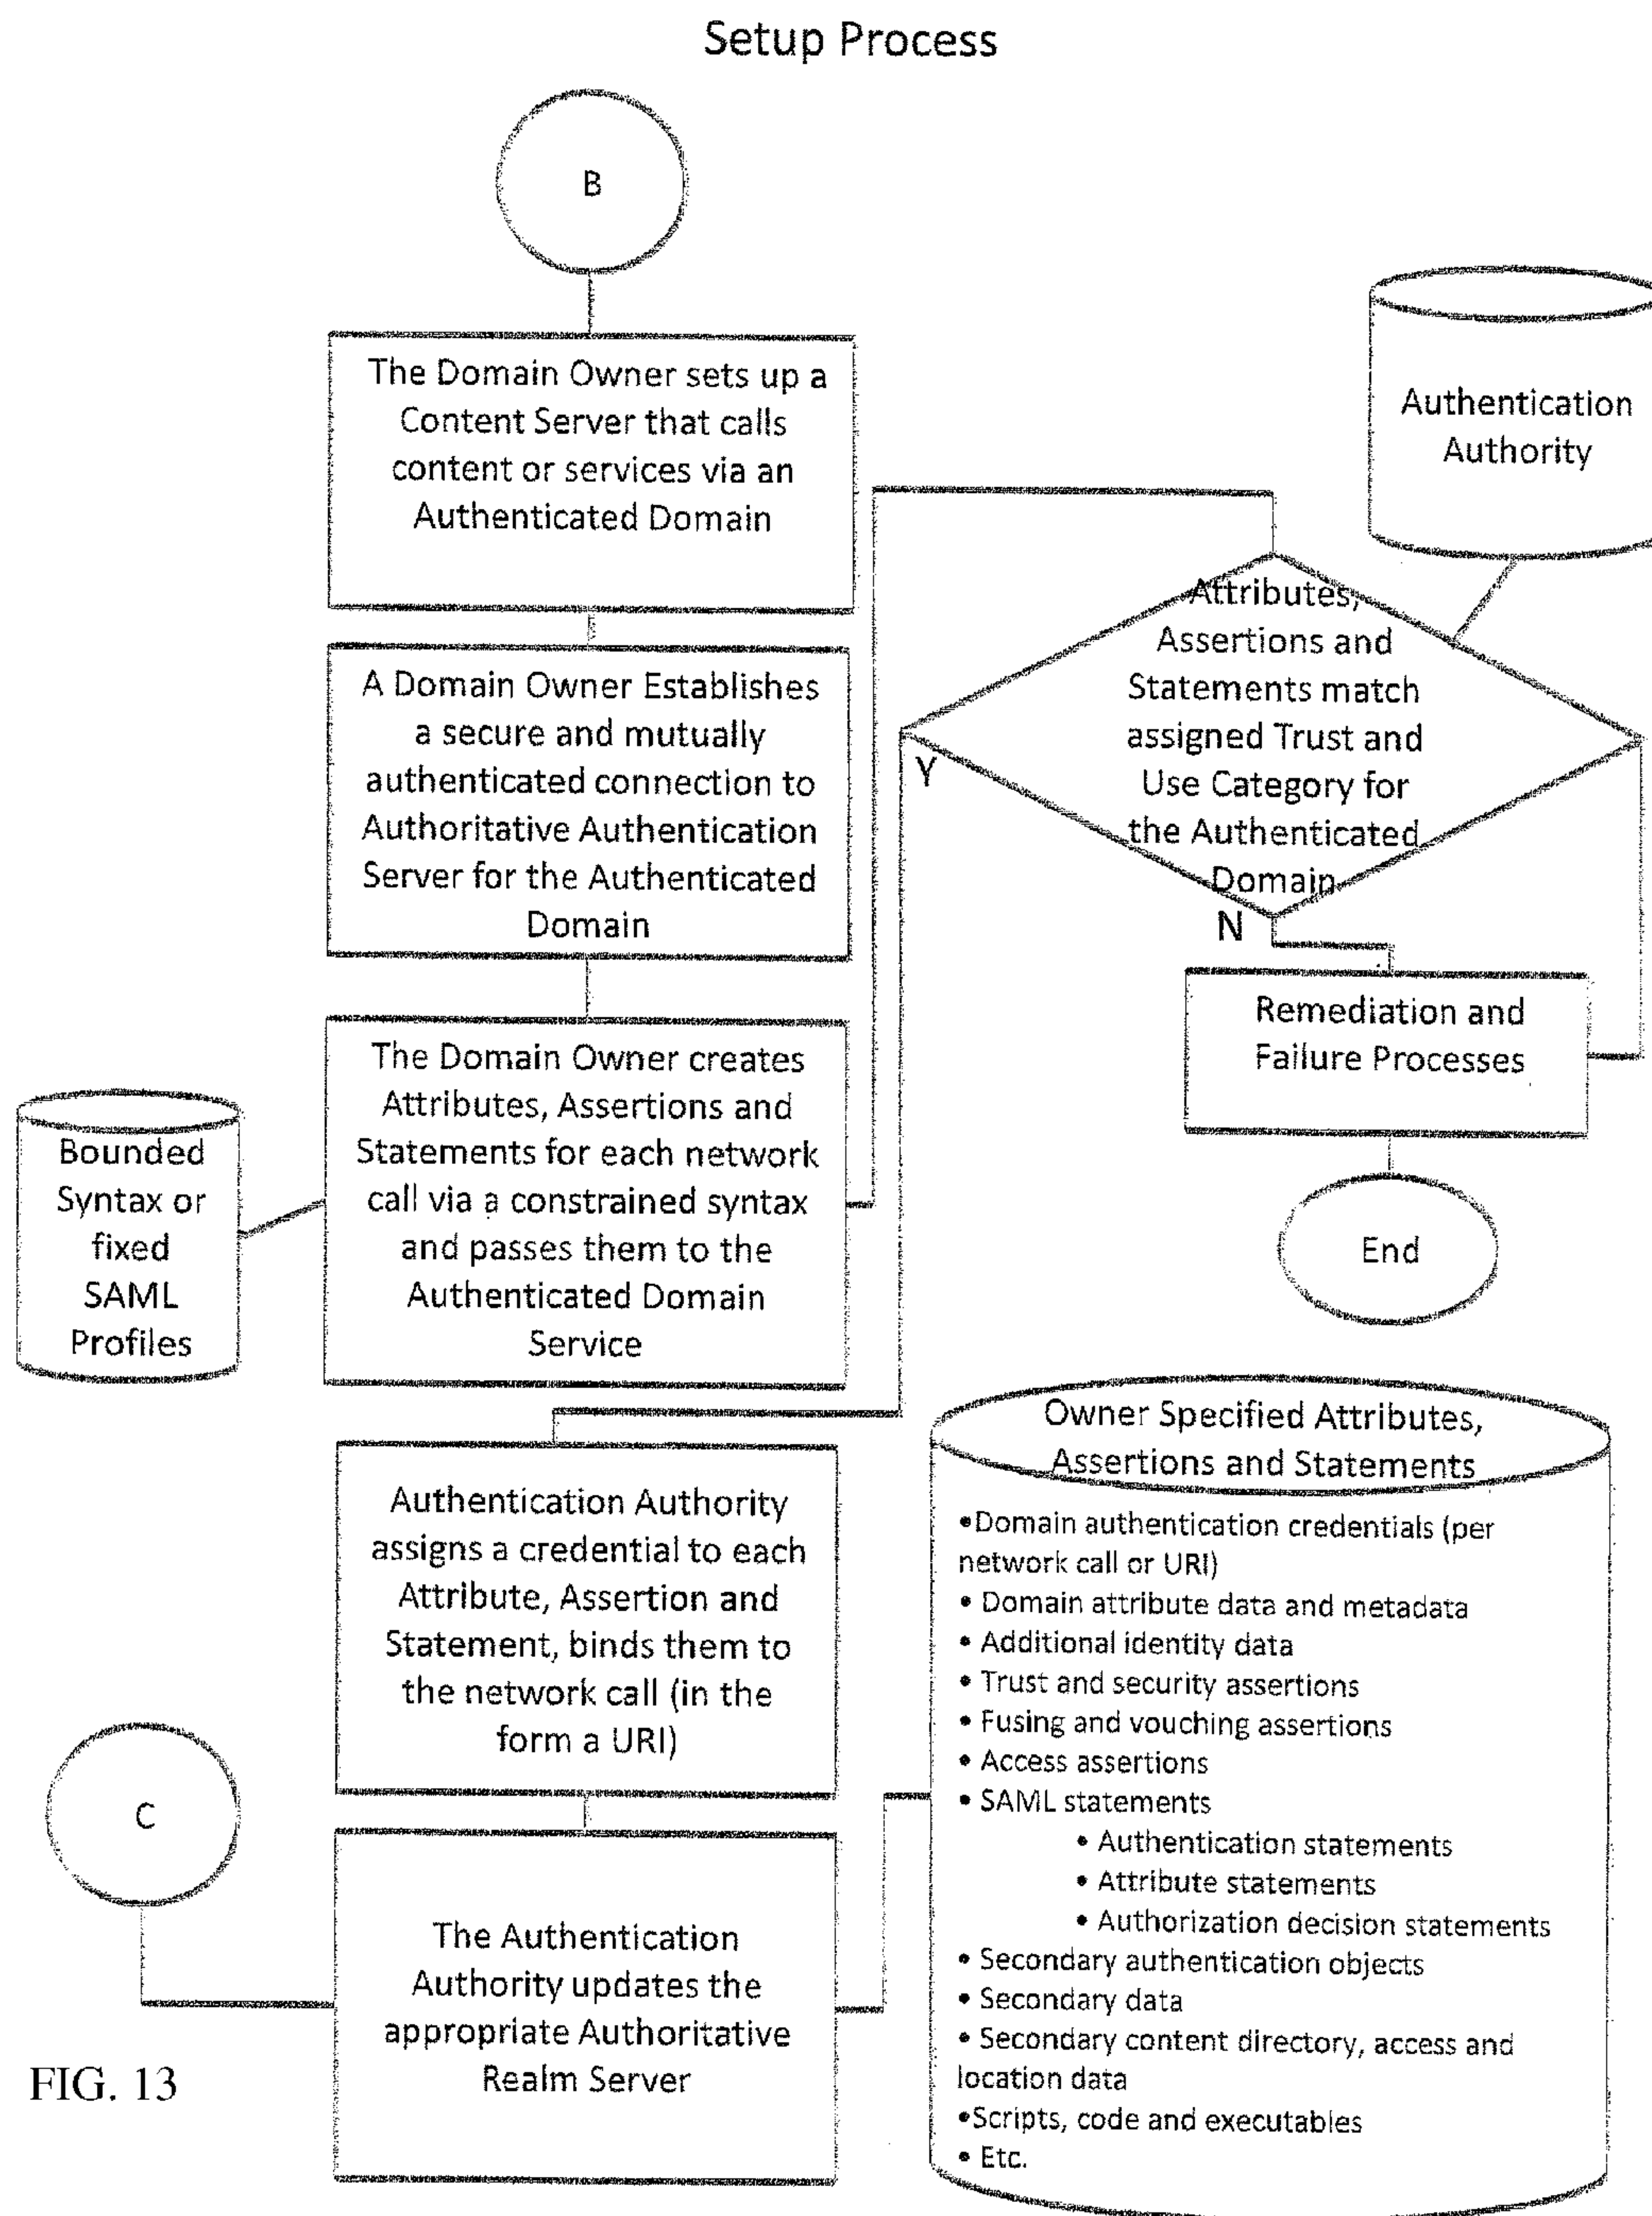 Setup Process
B
The Domain Owner sets up a
Content Server that calls
content or services via an
Authenticated Domain
Authentication
Authority
A Domain Owner Establishes
a secure and mutually
authenticated connection to
Authoritative Authentication
Server for the Authenticated
Domain
Attributes,
Assertions and
Statements match
assigned Trust and
Use Category for
the Authenticated
Domain
Y
N
Remediation and
Failure Processes
End
The Domain Owner creates
Attributes, Assertions and
Statements for each network
call via a constrained syntax
and passes them to the
Authenticated Domain
Service
Bounded
Syntax or
fixed
SAML
Profiles
Authentication Authority
assigns a credential to each
Attribute, Assertion and
Statement, binds them to
the network call (in the
form a URI)
C
The Authentication
Authority updates the
appropriate Authoritative
Realm Server
Owner Specified Attributes,
Assertions and Statements
•Domain authentication credentials (per
network call or URI)
• Domain attribute data and metadata
• Additional identity data
• Trust and security assertions
• Fusing and vouching assertions
• Access assertions
• SAML statements
• Authentication statements
• Attribute statements
• Authorization decision statements
• Secondary authentication objects
• Secondary data
• Secondary content directory, access and
location data
•Scripts, code and executables
• Etc.
FIG. 13